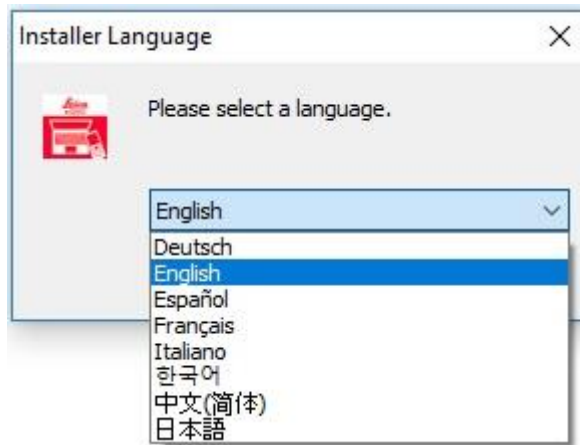 Installer Language
Leica
Please select a language.
English
Deutsch
English
Español
Français
Italiano
한국어
中文(简体)
日本語